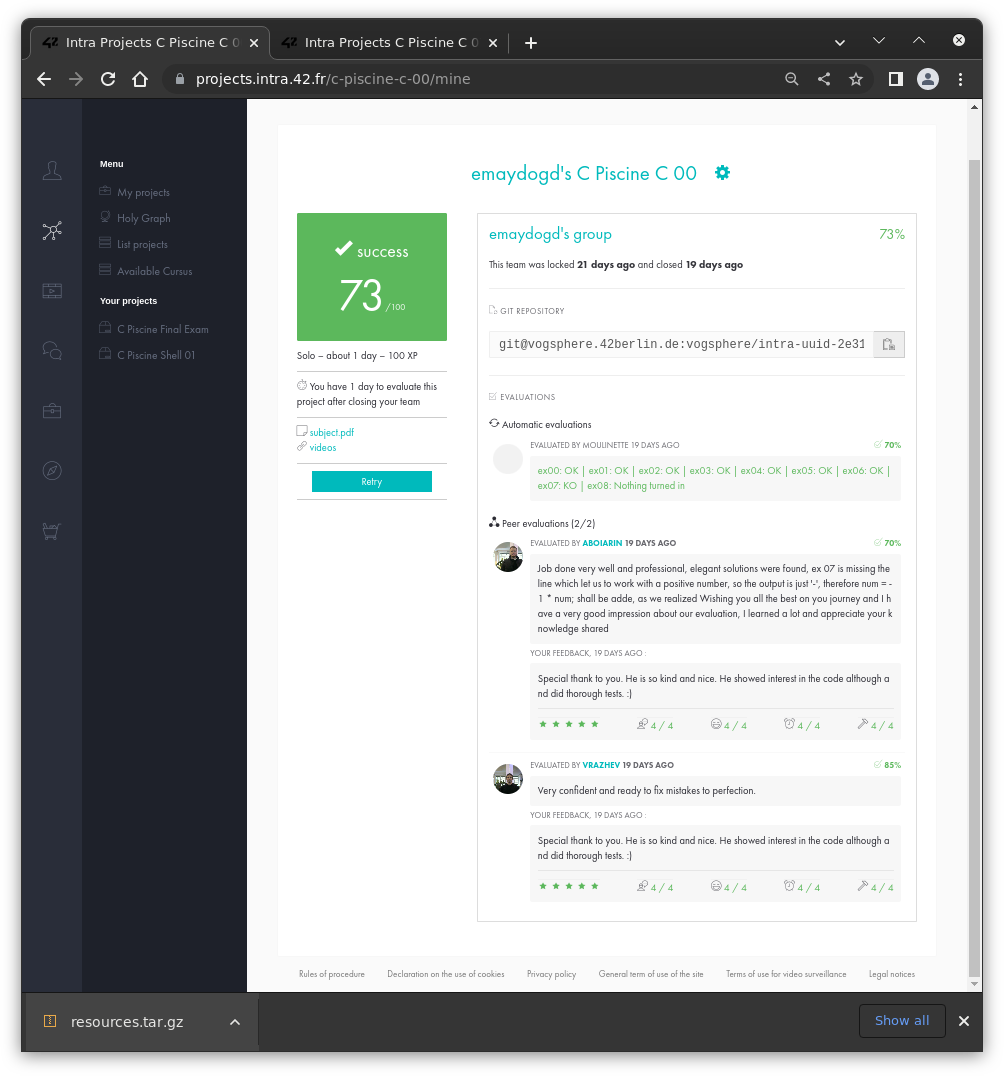 Intra Projects C Piscine C 0
Intra Projects C Piscine C 0
projects.intra.42.fr/c-piscine-c-00/mine
Menu
My projects
Holy Graph
List projects
Available Cursus
Your projects
C Piscine Final Exam
C Piscine Shell 01
emaydogd's C Piscine C 00
success
73 /100
Solo – about 1 day – 100 XP
You have 1 day to evaluate this
project after closing your team
subject.pdf
videos
Retry
emaydogd's group 73%
This team was locked 21 days ago and closed 19 days ago
GIT REPOSITORY
git@vogsphere.42berlin.de:vogsphere/intra-uuid-2e31
EVALUATIONS
Automatic evaluations
EVALUATED BY MOULINETTE 19 DAYS AGO 70%
ex00: OK | ex01: OK | ex02: OK | ex03: OK | ex04: OK | ex05: OK | ex06: OK |
ex07: KO | ex08: Nothing turned in
Peer evaluations (2/2)
EVALUATED BY ABOIARIN 19 DAYS AGO 70%
Job done very well and professional, elegant solutions were found, ex 07 is missing the
line which let us to work with a positive number, so the output is just '-', therefore num = -
1 * num; shall be adde, as we realized Wishing you all the best on you journey and I h
ave a very good impression about our evaluation, I learned a lot and appreciate your k
nowledge shared
YOUR FEEDBACK, 19 DAYS AGO :
Special thank to you. He is so kind and nice. He showed interest in the code although a
nd did thorough tests. :)
4 / 4 4 / 4 4 / 4 4 / 4
EVALUATED BY VRAZHEV 19 DAYS AGO 85%
Very confident and ready to fix mistakes to perfection.
YOUR FEEDBACK, 19 DAYS AGO :
Special thank to you. He is so kind and nice. He showed interest in the code although a
nd did thorough tests. :)
4 / 4 4 / 4 4 / 4 4 / 4
Rules of procedure Declaration on the use of cookies Privacy policy General term of use of the site Terms of use for video surveillance Legal notices
resources.tar.gz
Show all